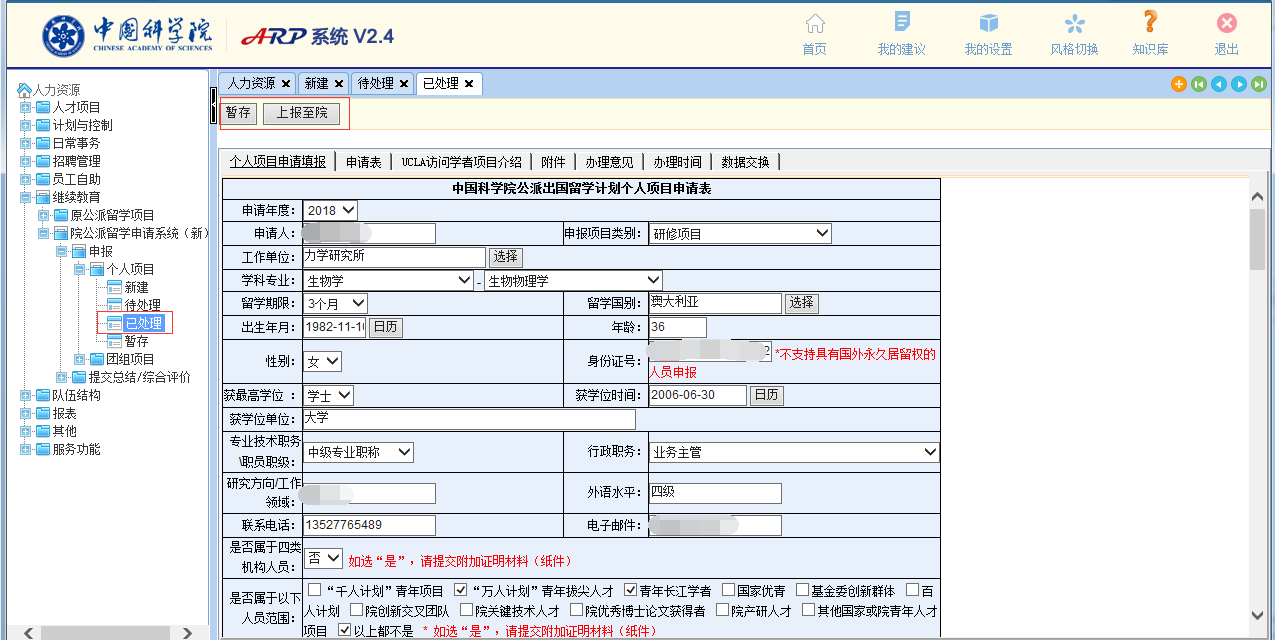 中国科学院
CHINESE ACADEMY OF SCIENCES
ARP 系统 V2.4
首页 我的建议 我的设置 风格切换 知识库 退出
人力资源
人才项目
计划与控制
日常事务
招聘管理
员工自助
继续教育
原公派留学项目
院公派留学申请系统（新）
申报
个人项目
新建
待处理
已处理
暂存
团组项目
提交总结/综合评价
队伍结构
报表
其他
服务功能
人力资源 新建 待处理 已处理
暂存 上报至院
个人项目申请填报 申请表 UCLA访问学者项目介绍 附件 办理意见 办理时间 数据交换
中国科学院公派出国留学计划个人项目申请表
申请年度： 2018
申请人： 申报项目类别： 研修项目
工作单位： 力学研究所 选择
学科专业： 生物学 - 生物物理学
留学期限： 3个月 留学国别： 澳大利亚 选择
出生年月： 1982-11-1 日历 年龄： 36
性别： 女 身份证号： 2 *不支持具有国外永久居留权的
人员申报
获最高学位 ： 学士 获学位时间： 2006-06-30 日历
获学位单位： 大学
专业技术职务
\职员职级： 中级专业职称 行政职务： 业务主管
研究方向/工作
领域： 外语水平： 四级
联系电话： 13527765489 电子邮件：
是否属于四类
机构人员： 否 如选“是”，请提交附加证明材料（纸件）
是否属于以下
人员范围： “千人计划”青年项目 “万人计划”青年拔尖人才 青年长江学者 国家优青 基金委创新群体 百
人计划 院创新交叉团队 院关键技术人才 院优秀博士论文获得者 院产研人才 其他国家或院青年人才
项目 以上都不是 * 如选“是”，请提交附加证明材料（纸件）